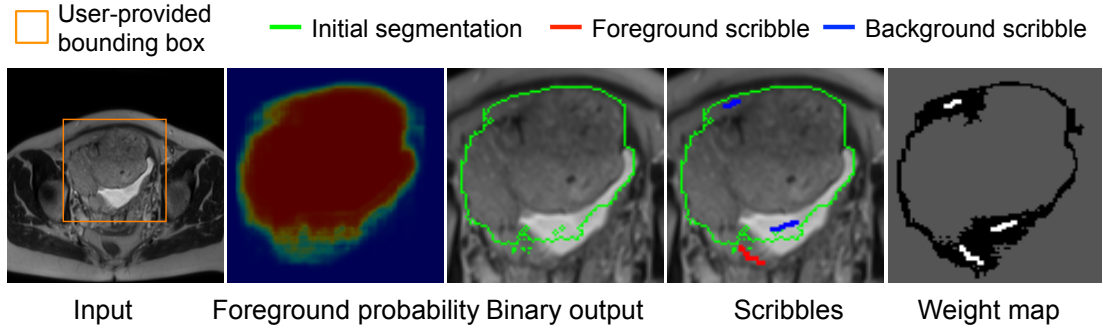 User-provided
bounding box
Initial segmentation
Foreground scribble
Background scribble
Input
Foreground probability
Binary output
Scribbles
Weight map